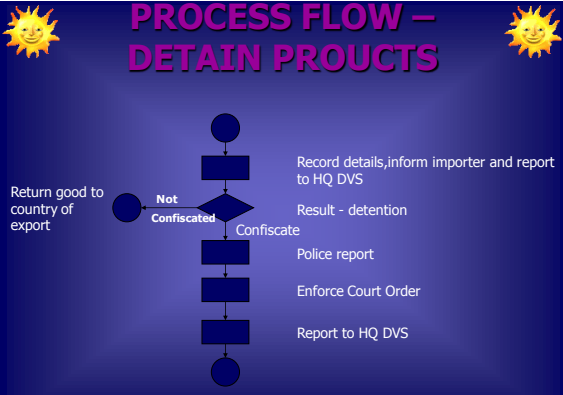 PROCESS FLOW –
DETAIN PROUCTS
Record details,inform importer and report
to HQ DVS
Return good to
country of
export
Not
Confiscated
Result - detention
Confiscate
Police report
Enforce Court Order
Report to HQ DVS